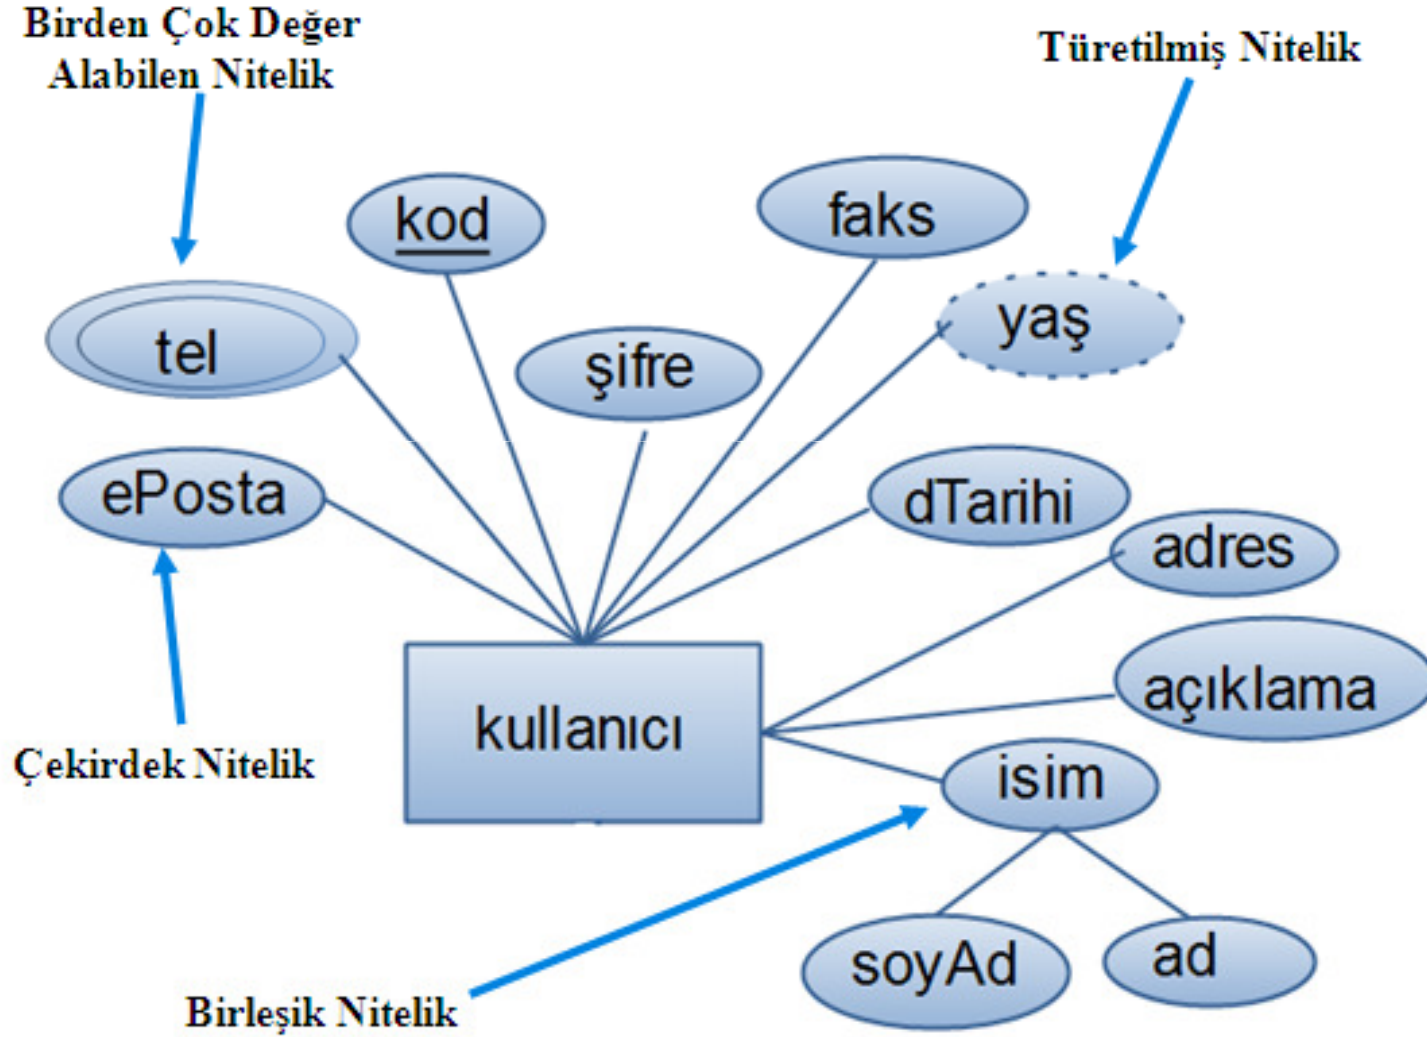 Birden Çok Değer
Alabilen Nitelik
Türetilmiş Nitelik
kod
faks
tel
yaş
şifre
ePosta
dTarihi
adres
açıklama
kullanıcı
Çekirdek Nitelik
isim
soyAd
ad
Birleşik Nitelik